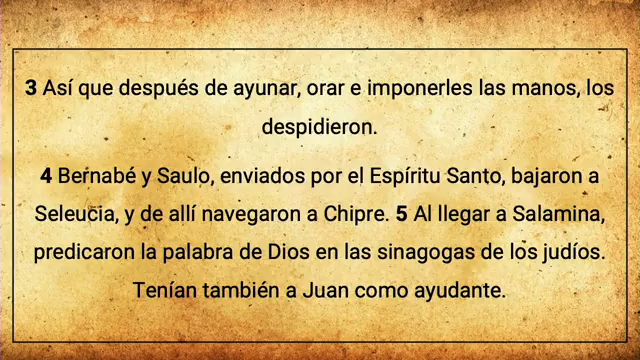 3 Así que después de ayunar, orar e imponerles las manos, los
despidieron.
4 Bernabé y Saulo, enviados por el Espíritu Santo, bajaron a
Seleucia, y de allí navegaron a Chipre. 5 Al llegar a Salamina,
predicaron la palabra de Dios en las sinagogas de los judíos.
Tenían también a Juan como ayudante.